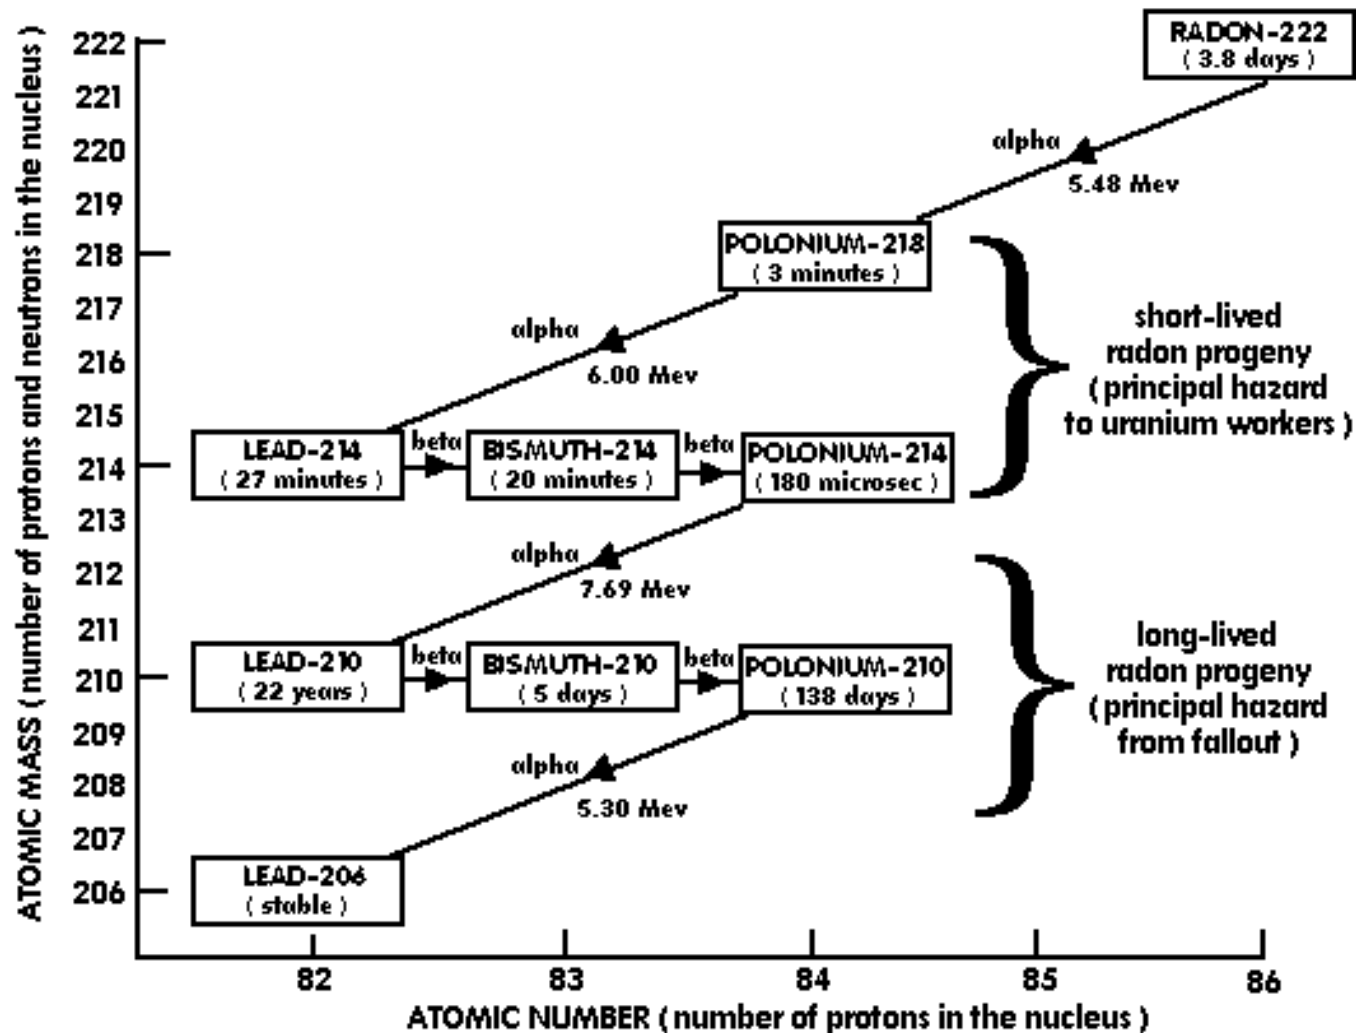 ATOMIC MASS ( number of protons and neutrons in the nucleus )
222
221
220
219
218
217
216
215
214
213
212
211
210
209
208
207
206
RADON-222
( 3.8 days )
alpha
5.48 Mev
POLONIUM-218
( 3 minutes )
alpha
6.00 Mev
short-lived
radon progeny
( principal hazard
to uranium workers )
LEAD-214
( 27 minutes )
beta
BISMUTH-214
( 20 minutes )
beta
POLONIUM-214
( 180 microsec )
alpha
7.69 Mev
LEAD-210
( 22 years )
beta
BISMUTH-210
( 5 days )
beta
POLONIUM-210
( 138 days )
long-lived
radon progeny
( principal hazard
from fallout )
alpha
5.30 Mev
LEAD-206
( stable )
82
83
84
85
86
ATOMIC NUMBER ( number of protons in the nucleus )